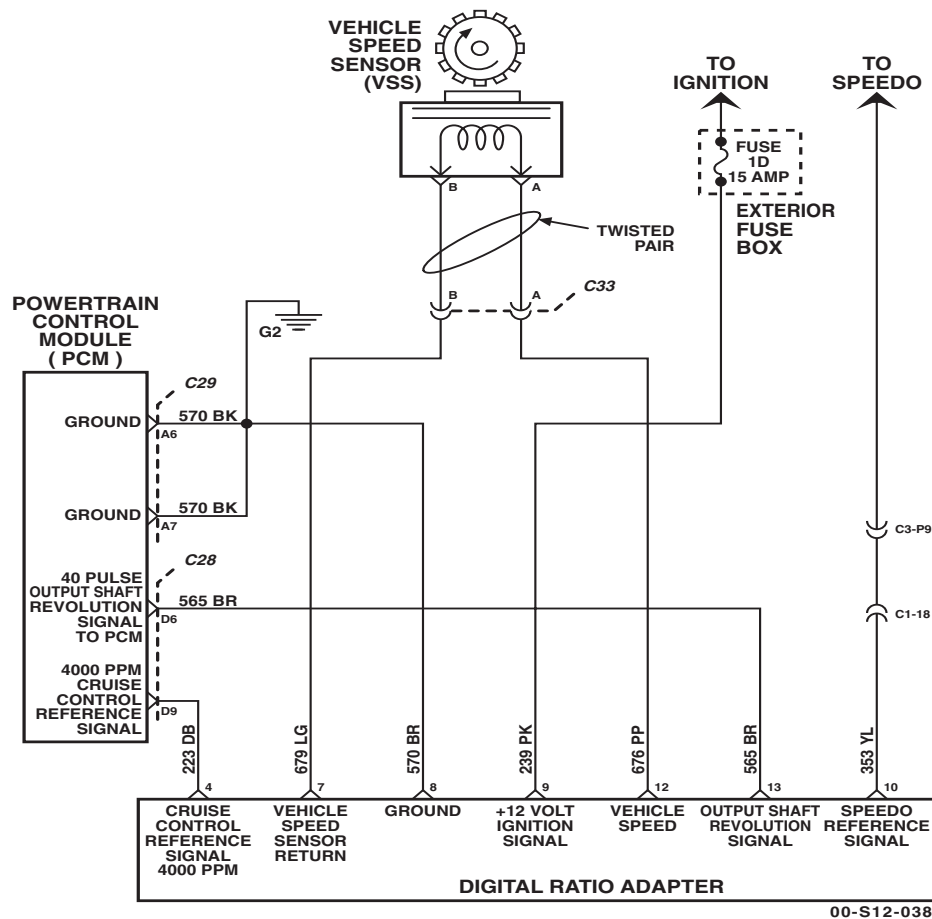 VEHICLE
SPEED
SENSOR
(VSS)
TO
IGNITION
TO
SPEEDO
FUSE
1D
15 AMP
EXTERIOR
FUSE
BOX
B
A
TWISTED
PAIR
B
A
C33
G2
POWERTRAIN
CONTROL
MODULE
( PCM )
C29
GROUND
570 BK
A6
GROUND
570 BK
A7
C28
40 PULSE
OUTPUT SHAFT
REVOLUTION
SIGNAL
TO PCM
565 BR
D6
4000 PPM
CRUISE
CONTROL
REFERENCE
SIGNAL
D9
C3-P9
C1-18
223 DB
679 LG
570 BR
239 PK
676 PP
565 BR
353 YL
4
7
8
9
12
13
10
CRUISE
CONTROL
REFERENCE
SIGNAL
4000 PPM
VEHICLE
SPEED
SENSOR
RETURN
GROUND
+12 VOLT
IGNITION
SIGNAL
VEHICLE
SPEED
OUTPUT SHAFT
REVOLUTION
SIGNAL
SPEEDO
REFERENCE
SIGNAL
DIGITAL RATIO ADAPTER
00-S12-038